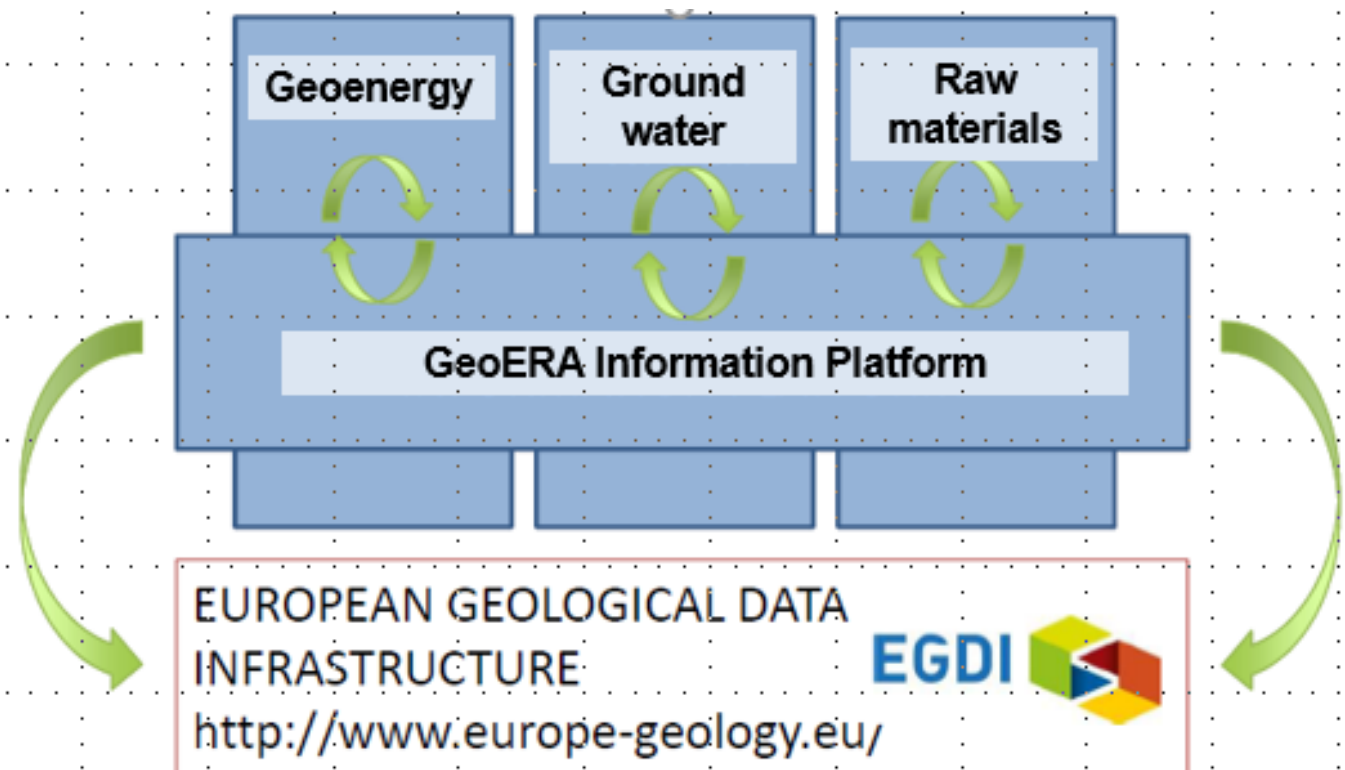 Geoenergy
Ground
water
Raw
materials
GeoERA Information Platform
EUROPEAN GEOLOGICAL DATA
INFRASTRUCTURE
EGDI
http://www.europe-geology.eu/